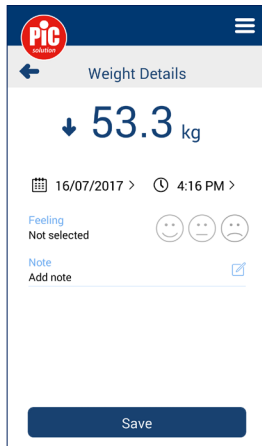 PiC
solution
Weight Details
53.3 kg
16/07/2017 > 4:16 PM >
Feeling
Not selected
Note
Add note
Save